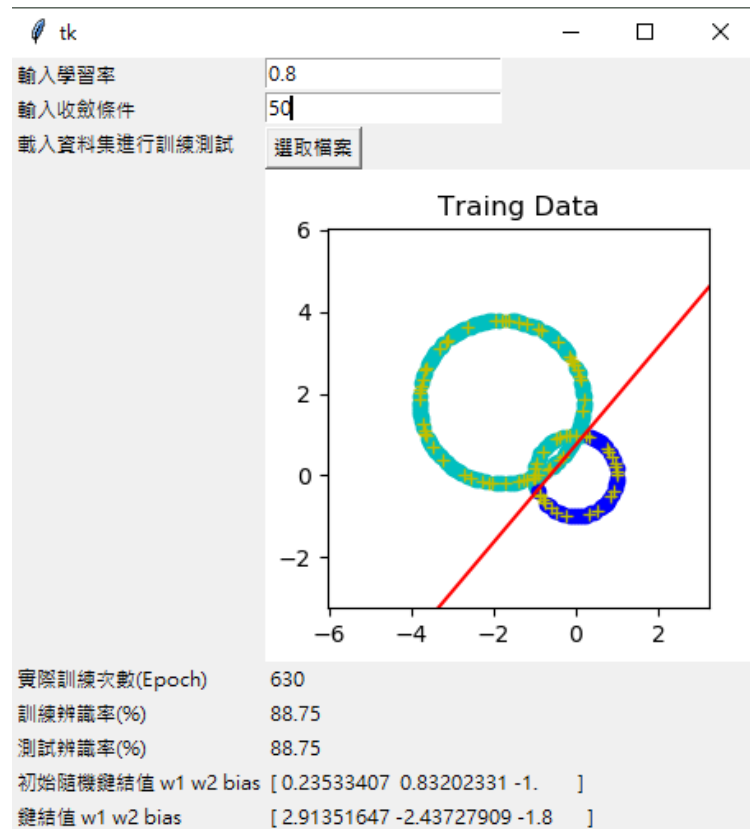 tk
輸入學習率 0.8
輸入收斂條件 50
載入資料集進行訓練測試 選取檔案
Traing Data
6
4
2
0
−2
−6 −4 −2 0 2
實際訓練次數(Epoch) 630
訓練辨識率(%) 88.75
測試辨識率(%) 88.75
初始隨機鍵結值 w1 w2 bias [ 0.23533407 0.83202331 -1. ]
鍵結值 w1 w2 bias [ 2.91351647 -2.43727909 -1.8 ]